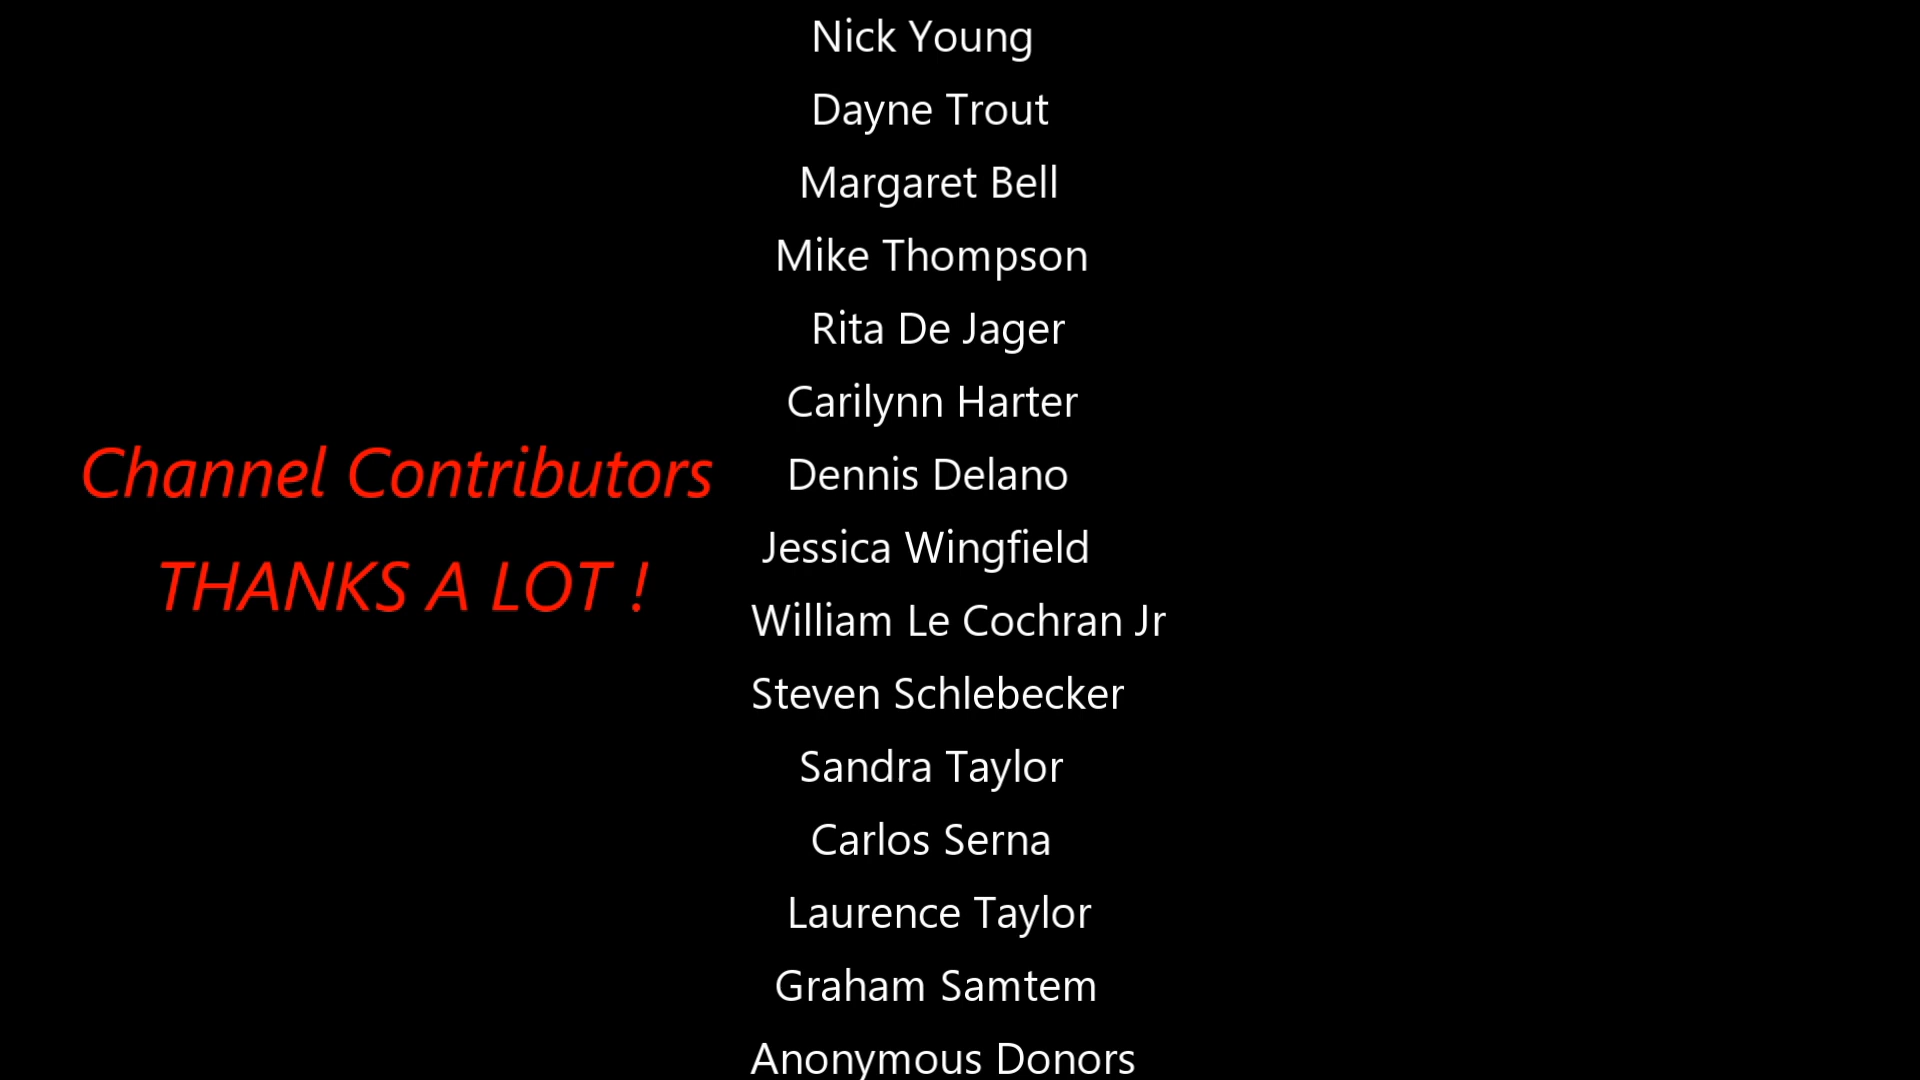 Channel Contributors
THANKS A LOT !
Nick Young
Dayne Trout
Margaret Bell
Mike Thompson
Rita De Jager
Carilynn Harter
Dennis Delano
Jessica Wingfield
William Le Cochran Jr
Steven Schlebecker
Sandra Taylor
Carlos Serna
Laurence Taylor
Graham Samtem
Anonymous Donors